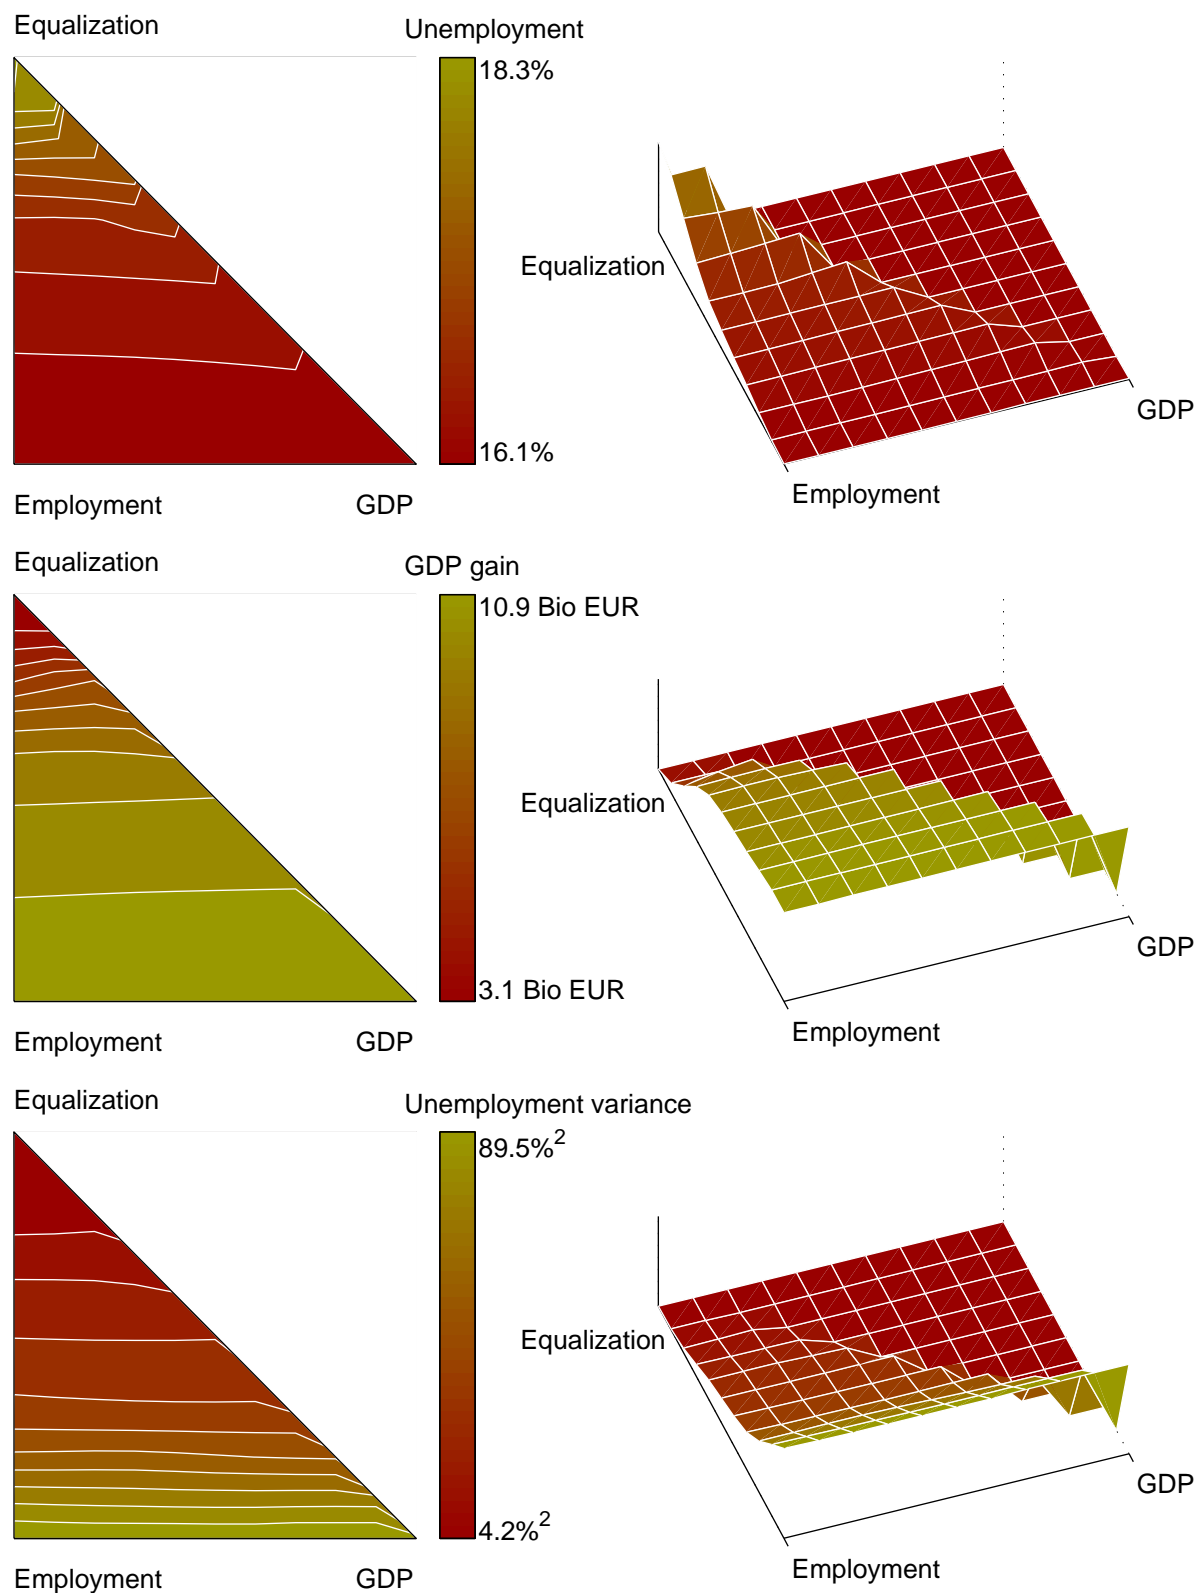 Equalization
Unemployment
18.3%
16.1%
Employment
GDP
Equalization
GDP
Employment
Equalization
GDP gain
10.9 Bio EUR
3.1 Bio EUR
Employment
GDP
Equalization
GDP
Employment
Equalization
Unemployment variance
89.5%²
4.2%²
Employment
GDP
Equalization
GDP
Employment